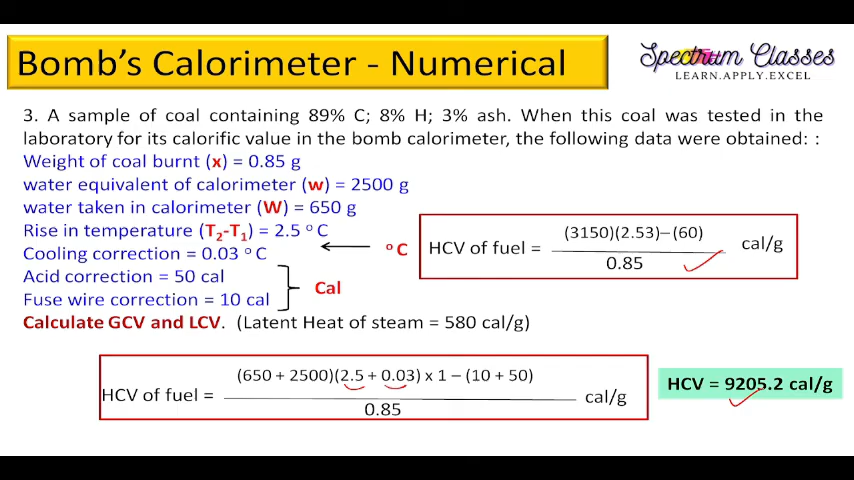 Bomb's Calorimeter - Numerical
Spectrum Classes
LEARN.APPLY.EXCEL
3. A sample of coal containing 89% C; 8% H; 3% ash. When this coal was tested in the
laboratory for its calorific value in the bomb calorimeter, the following data were obtained: :
Weight of coal burnt (x) = 0.85 g
water equivalent of calorimeter (w) = 2500 g
water taken in calorimeter (W) = 650 g
Rise in temperature (T2-T1) = 2.5 o C
Cooling correction = 0.03 o C
o C
Acid correction = 50 cal
Fuse wire correction = 10 cal
Cal
Calculate GCV and LCV. (Latent Heat of steam = 580 cal/g)
(3150)(2.53)–(60)
HCV of fuel = cal/g
0.85
(650 + 2500)(2.5 + 0.03) x 1 – (10 + 50)
HCV of fuel = cal/g
0.85
HCV = 9205.2 cal/g